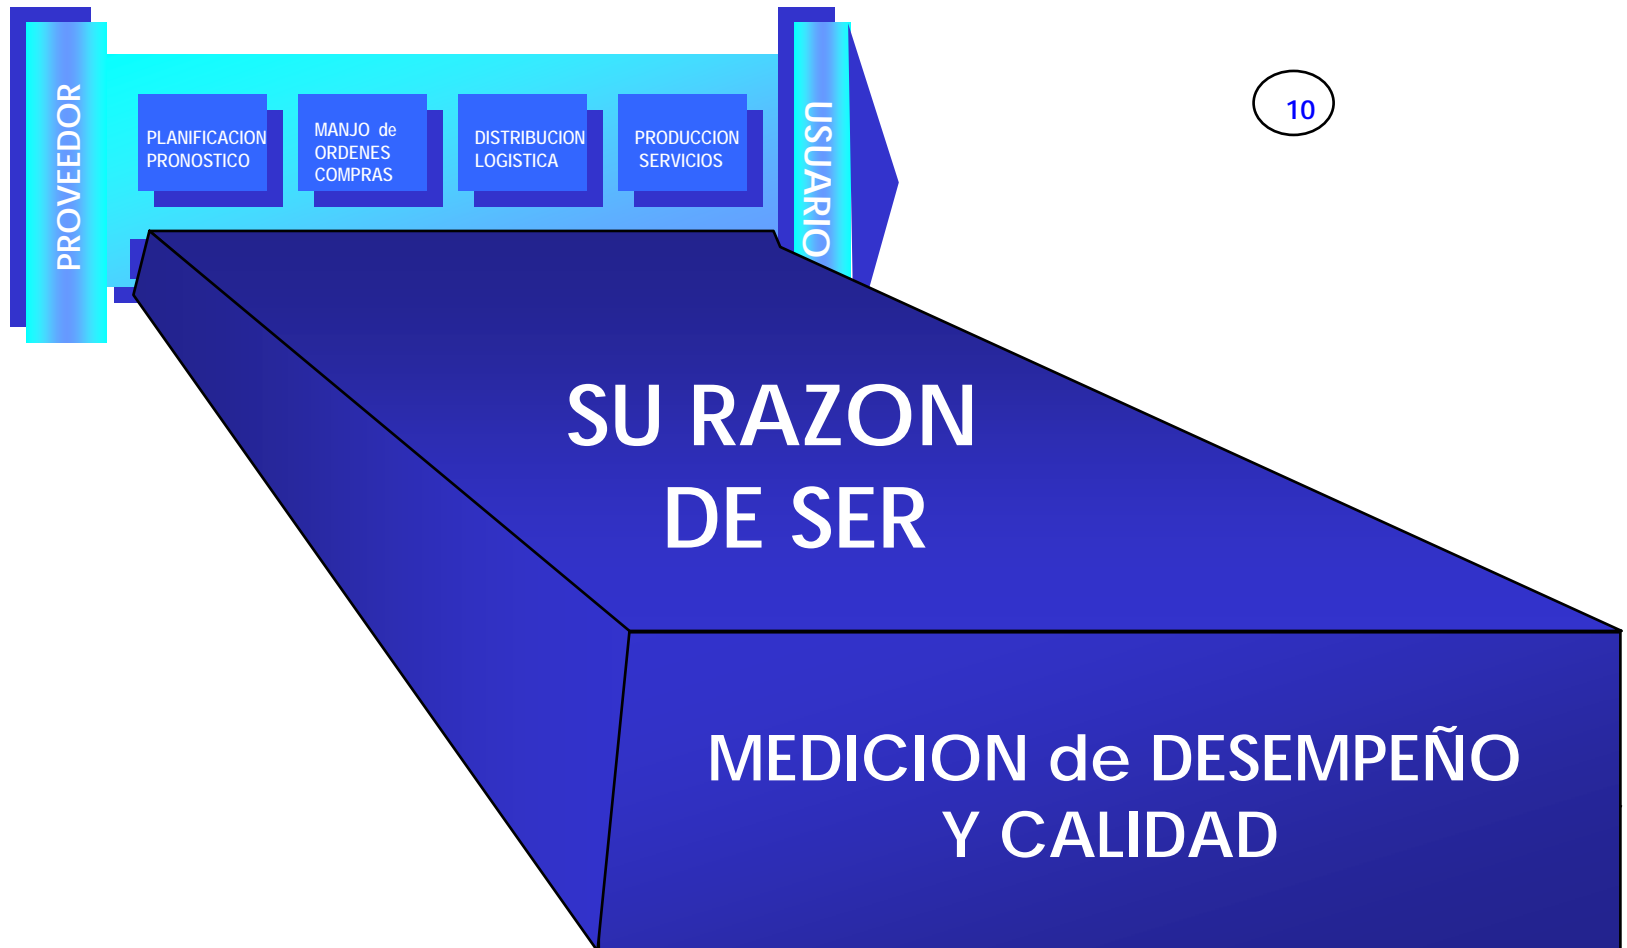 PROVEEDOR
PLANIFICACION
PRONOSTICO
MANJO de
ORDENES
COMPRAS
DISTRIBUCION
LOGISTICA
PRODUCCION
SERVICIOS
USUARIO
10
SU RAZON
DE SER
MEDICION de DESEMPEÑO
Y CALIDAD